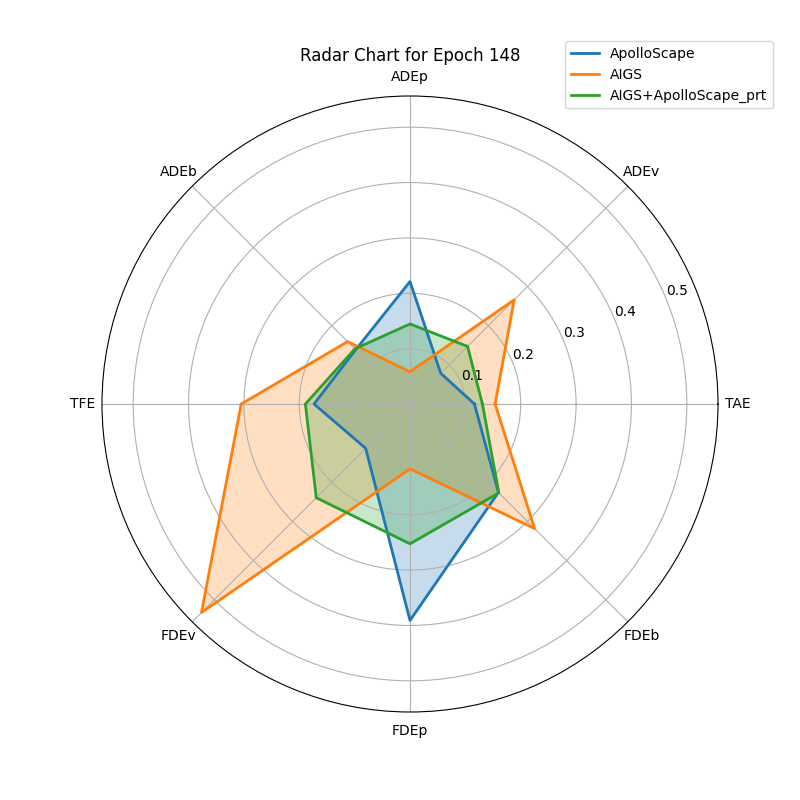 Radar Chart for Epoch 148
ApolloScape
AIGS
AIGS+ApolloScape_prt
ADEp
ADEb
ADEv
0.5
0.4
0.3
0.2
0.1
TFE
TAE
FDEv
FDEb
FDEp